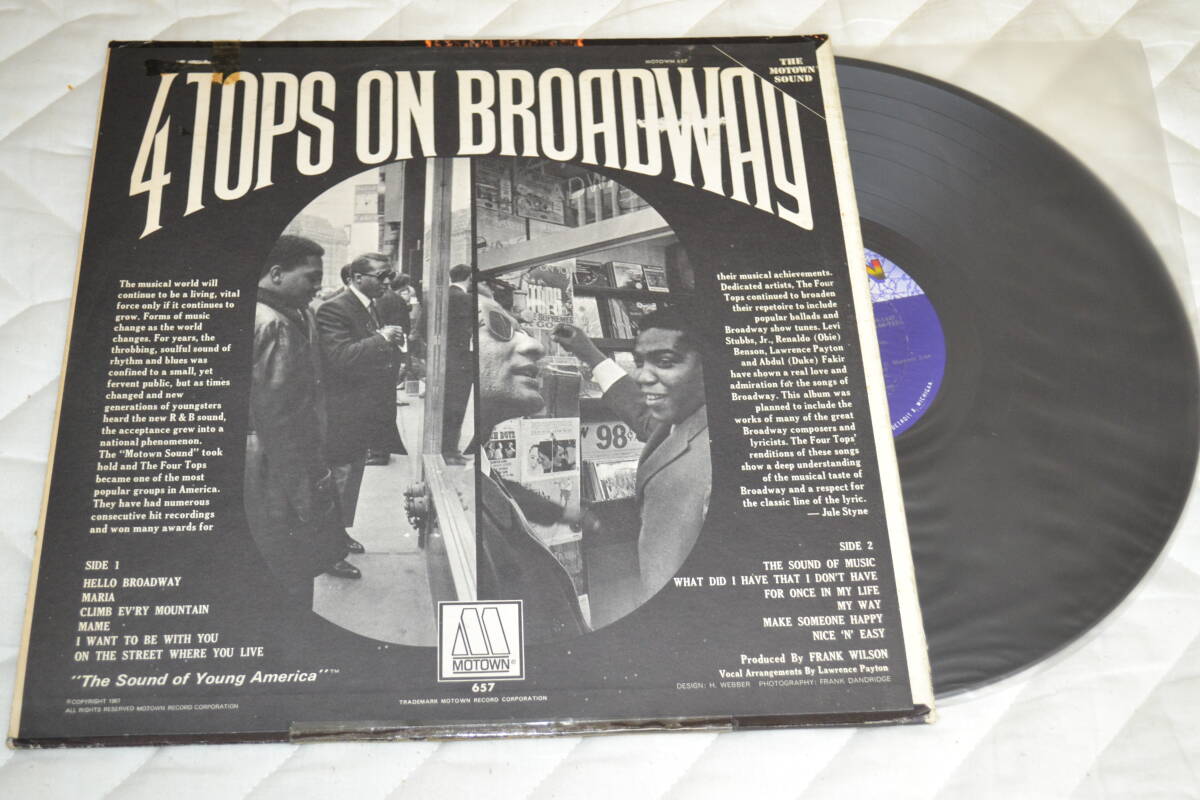 MOTOWN 657
THE
MOTOWN
SOUND
4 TOPS ON BROADWAY
The musical world will
continue to be a living, vital
force only if it continues to
grow. Forms of music
change as the world
changes. For years, the
throbbing, soulful sound of
rhythm and blues was
confined to a small, yet
fervent public, but as times
changed and new
generations of youngsters
heard the new R & B sound,
the acceptance grew into a
national phenomenon.
The "Motown Sound" took
hold and The Four Tops
became one of the most
popular groups in America.
They have had numerous
consecutive hit recordings
and won many awards for
their musical achievements.
Dedicated artists, The Four
Tops continued to broaden
their repetoire to include
popular ballads and
Broadway show tunes. Levi
Stubbs, Jr., Renaldo (Obie)
Benson, Lawrence Payton
and Abdul (Duke) Fakir
have shown a real love and
admiration for the songs of
Broadway. This album was
planned to include the
works of many of the great
Broadway composers and
lyricists. The Four Tops'
renditions of these songs
show a deep understanding
of the musical taste of
Broadway and a respect for
the classic line of the lyric.
— Jule Styne
98¢
SIDE 1
HELLO BROADWAY
MARIA
CLIMB EV'RY MOUNTAIN
MAME
I WANT TO BE WITH YOU
ON THE STREET WHERE YOU LIVE
SIDE 2
THE SOUND OF MUSIC
WHAT DID I HAVE THAT I DON'T HAVE
FOR ONCE IN MY LIFE
MY WAY
MAKE SOMEONE HAPPY
NICE 'N' EASY
Produced By FRANK WILSON
Vocal Arrangements By Lawrence Payton
DESIGN: H. WEBBER PHOTOGRAPHY: FRANK DANDRIDGE
"The Sound of Young America"™
©COPYRIGHT 1967
ALL RIGHTS RESERVED MOTOWN RECORD CORPORATION
M
MOTOWN®
657
TRADEMARK MOTOWN RECORD CORPORATION
DETROIT 8, MICHIGAN